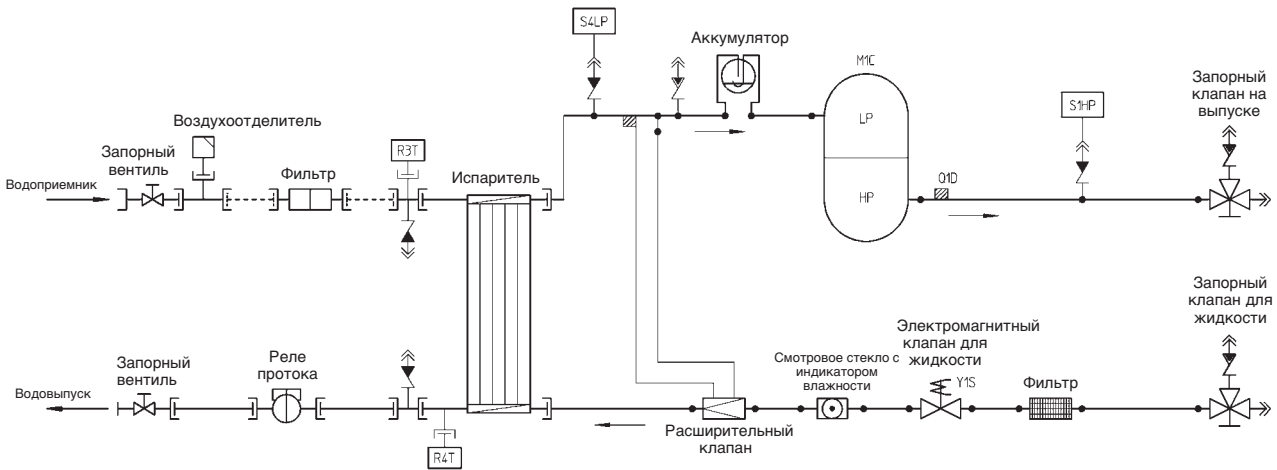 S4LP
Аккумулятор
M1C
LP
HP
S1HP
Запорный
клапан на
выпуске
Воздухоотделитель
Запорный
вентиль
Фильтр
R3T
Испаритель
Водоприемник
Q1D
Запорный
клапан для
жидкости
Электромагнитный
клапан для
жидкости
Y1S
Смотровое стекло с
индикатором
влажности
Фильтр
Реле
протока
Запорный
вентиль
Водовыпуск
Расширительный
клапан
R4T